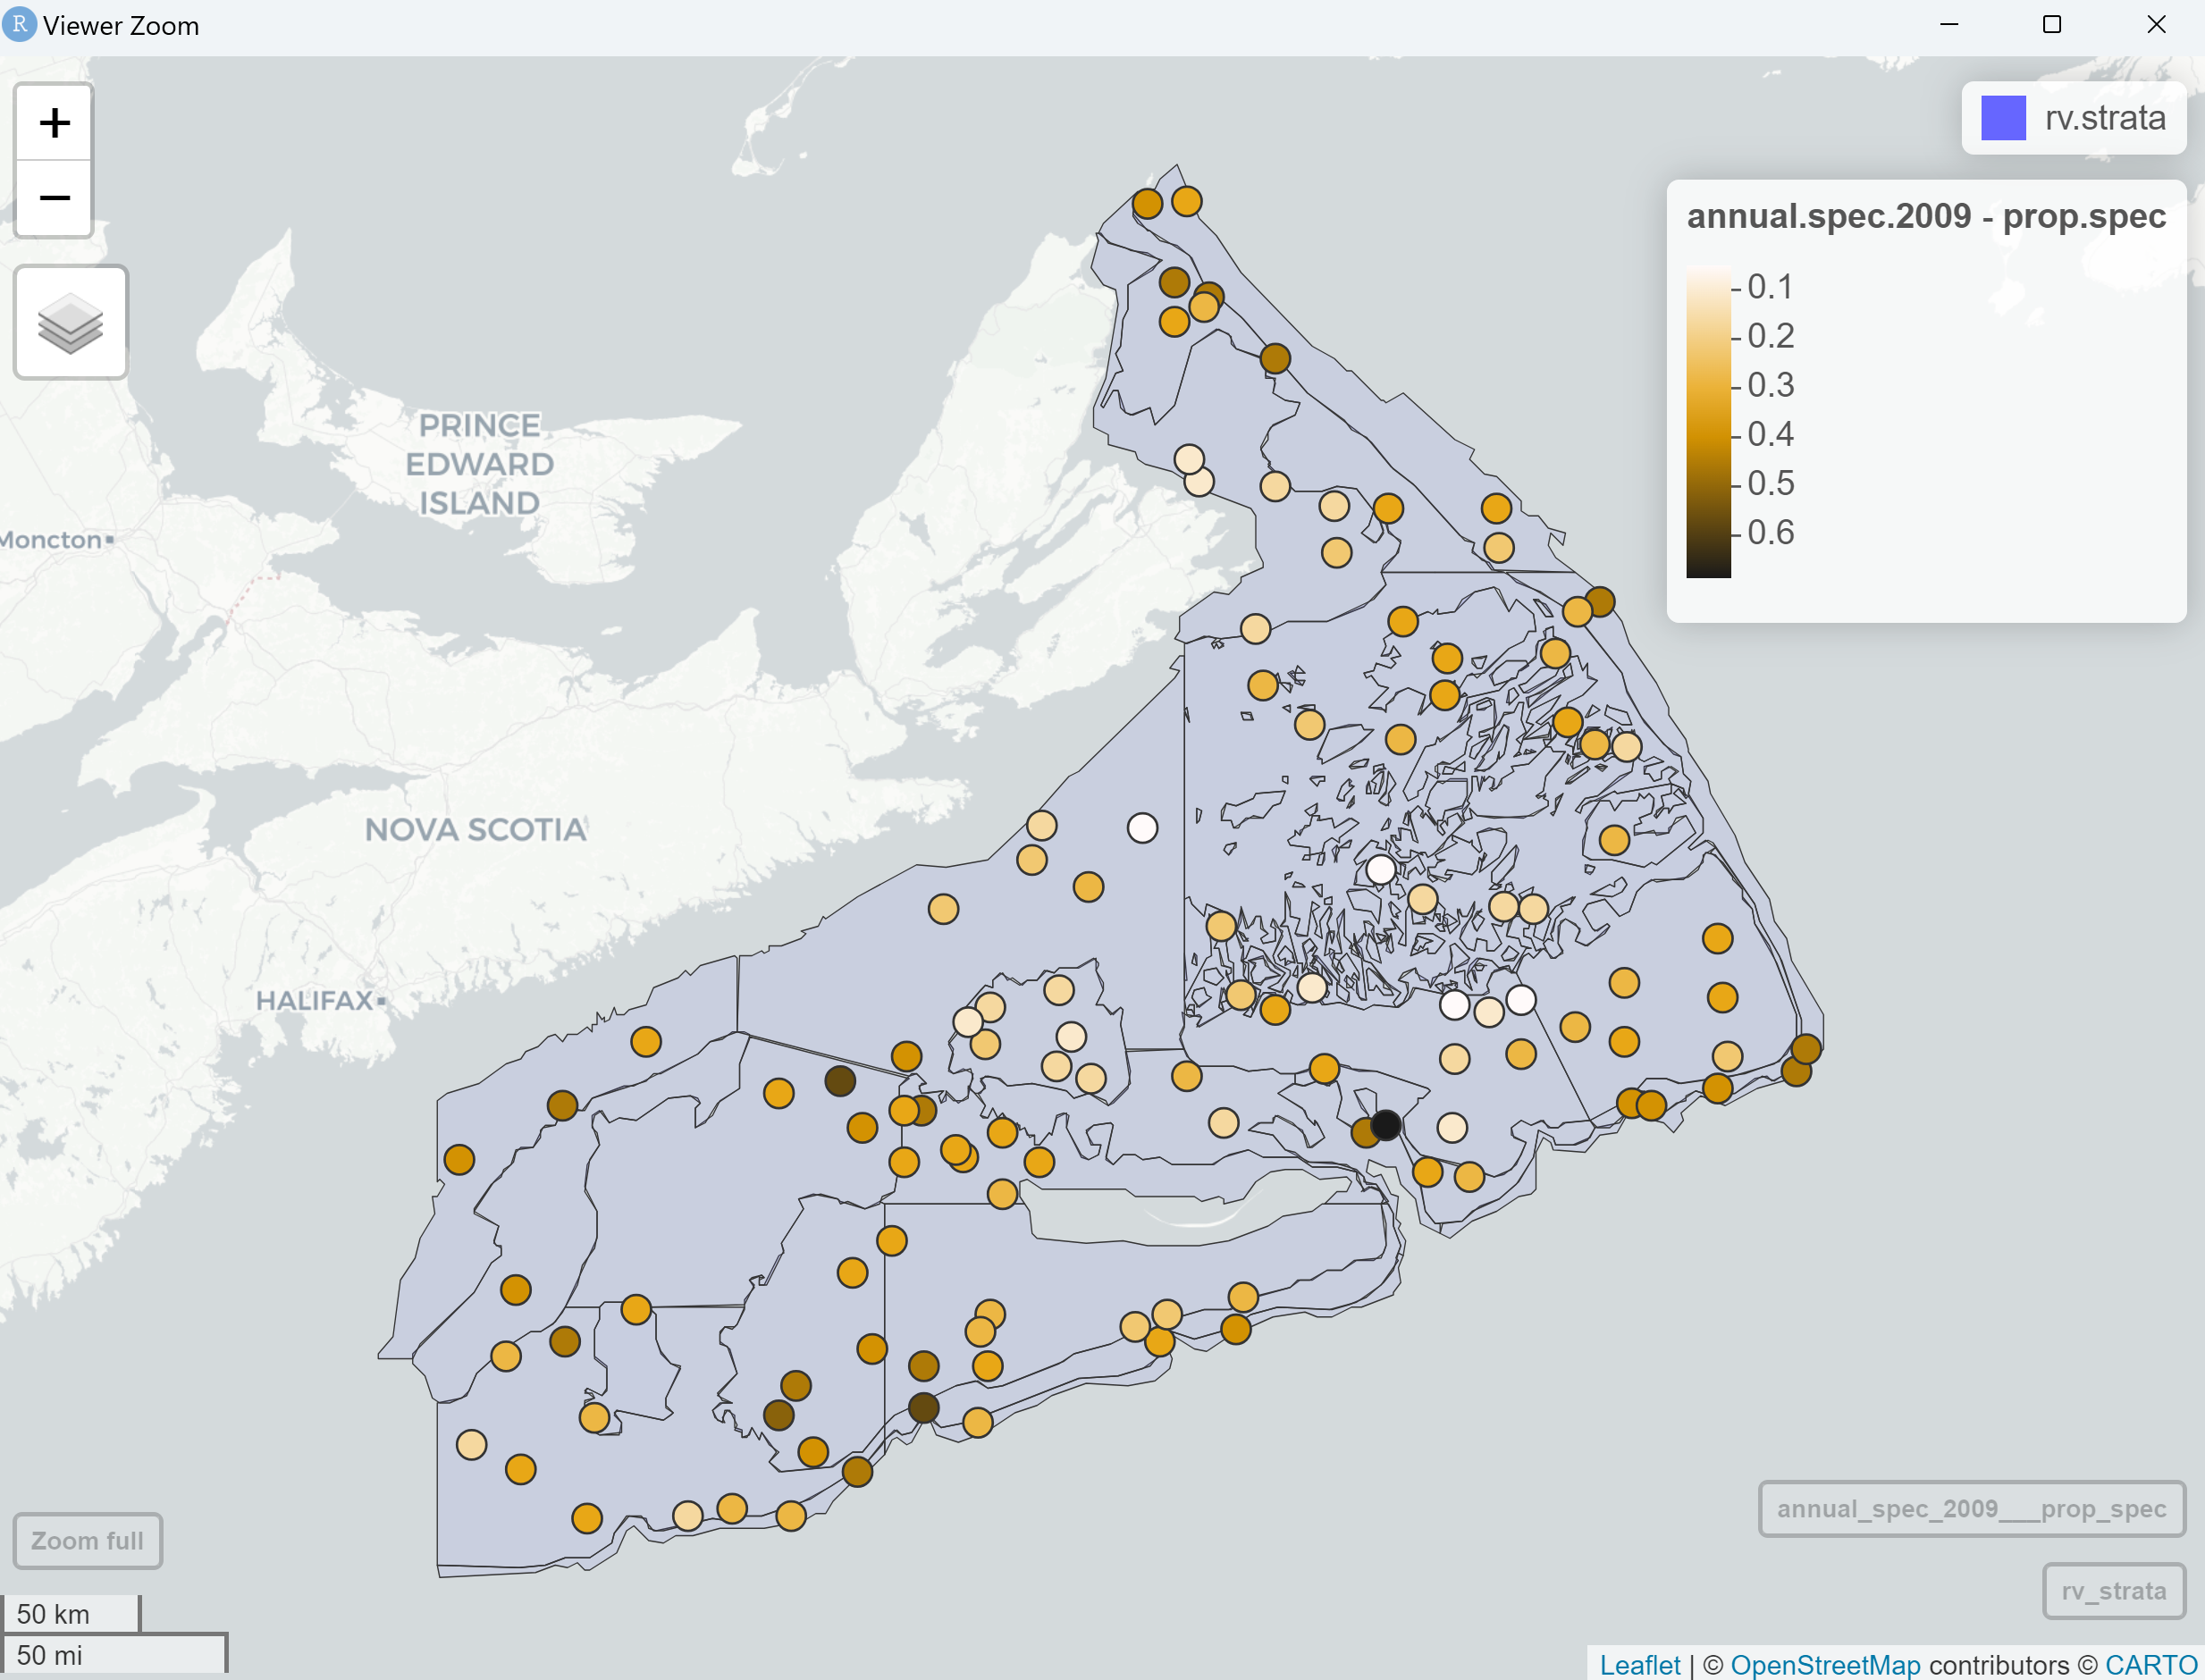 R Viewer Zoom
+
−
rv.strata
annual.spec.2009 - prop.spec
0.1
0.2
0.3
0.4
0.5
0.6
PRINCE
EDWARD
ISLAND
Moncton
NOVA SCOTIA
HALIFAX
annual_spec_2009___prop_spec
Zoom full
rv_strata
50 km
50 mi
Leaflet | © OpenStreetMap contributors © CARTO